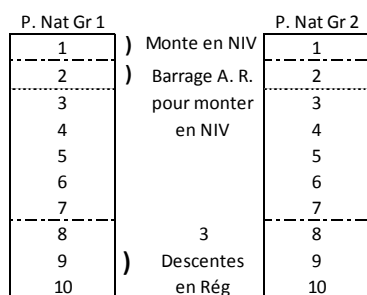 P. Nat Gr 1 P. Nat Gr 2
1 ) Monte en NIV 1
2 ) Barrage A. R. 2
3 pour monter 3
4 en NIV 4
5 5
6 6
7 7
8 3 8
9 ) Descentes 9
10 en Rég 10